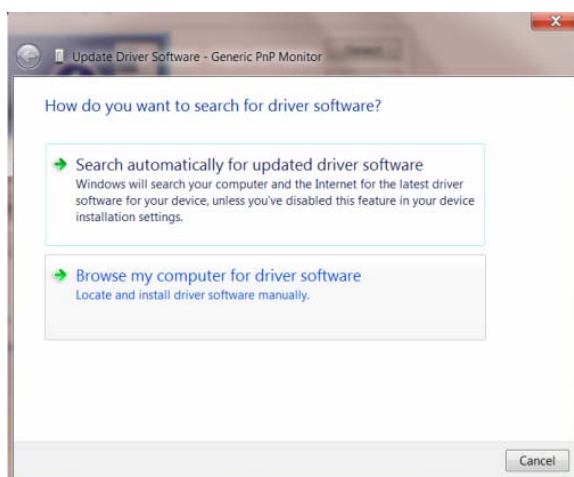 Update Driver Software - Generic PnP Monitor
How do you want to search for driver software?
Search automatically for updated driver software
Windows will search your computer and the Internet for the latest driver
software for your device, unless you've disabled this feature in your device
installation settings.
Browse my computer for driver software
Locate and install driver software manually.
Cancel